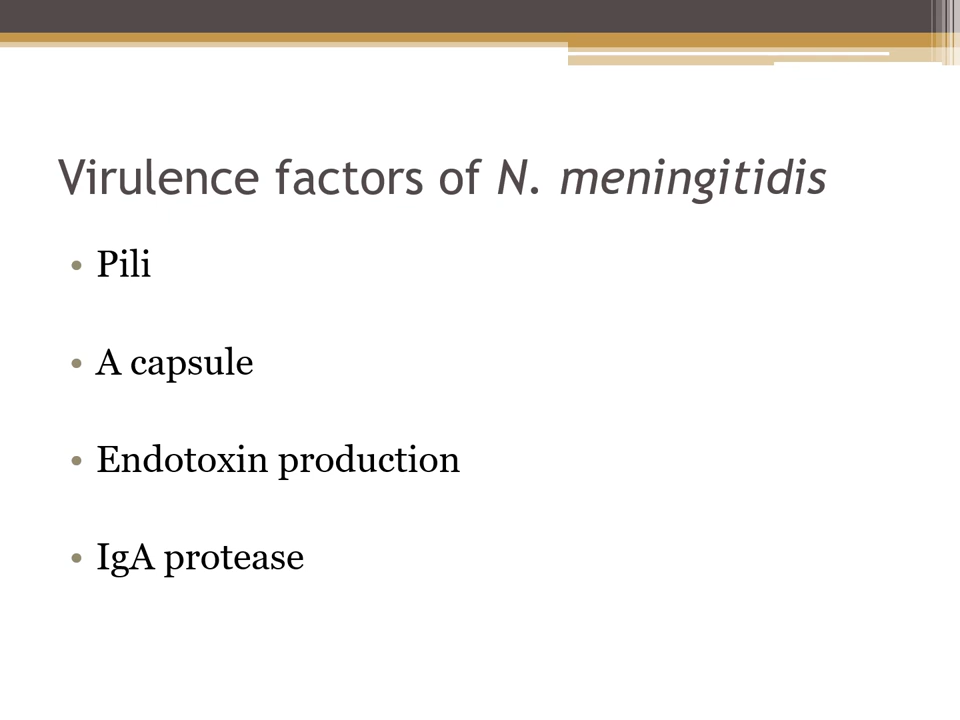 Virulence factors of N. meningitidis
• Pili
• A capsule
• Endotoxin production
• IgA protease